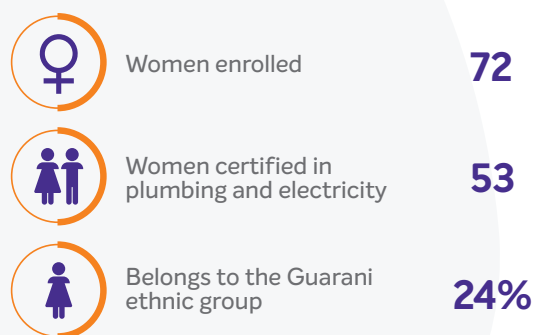 Women enrolled
72
Women certified in
plumbing and electricity
53
Belongs to the Guarani
ethnic group
24%